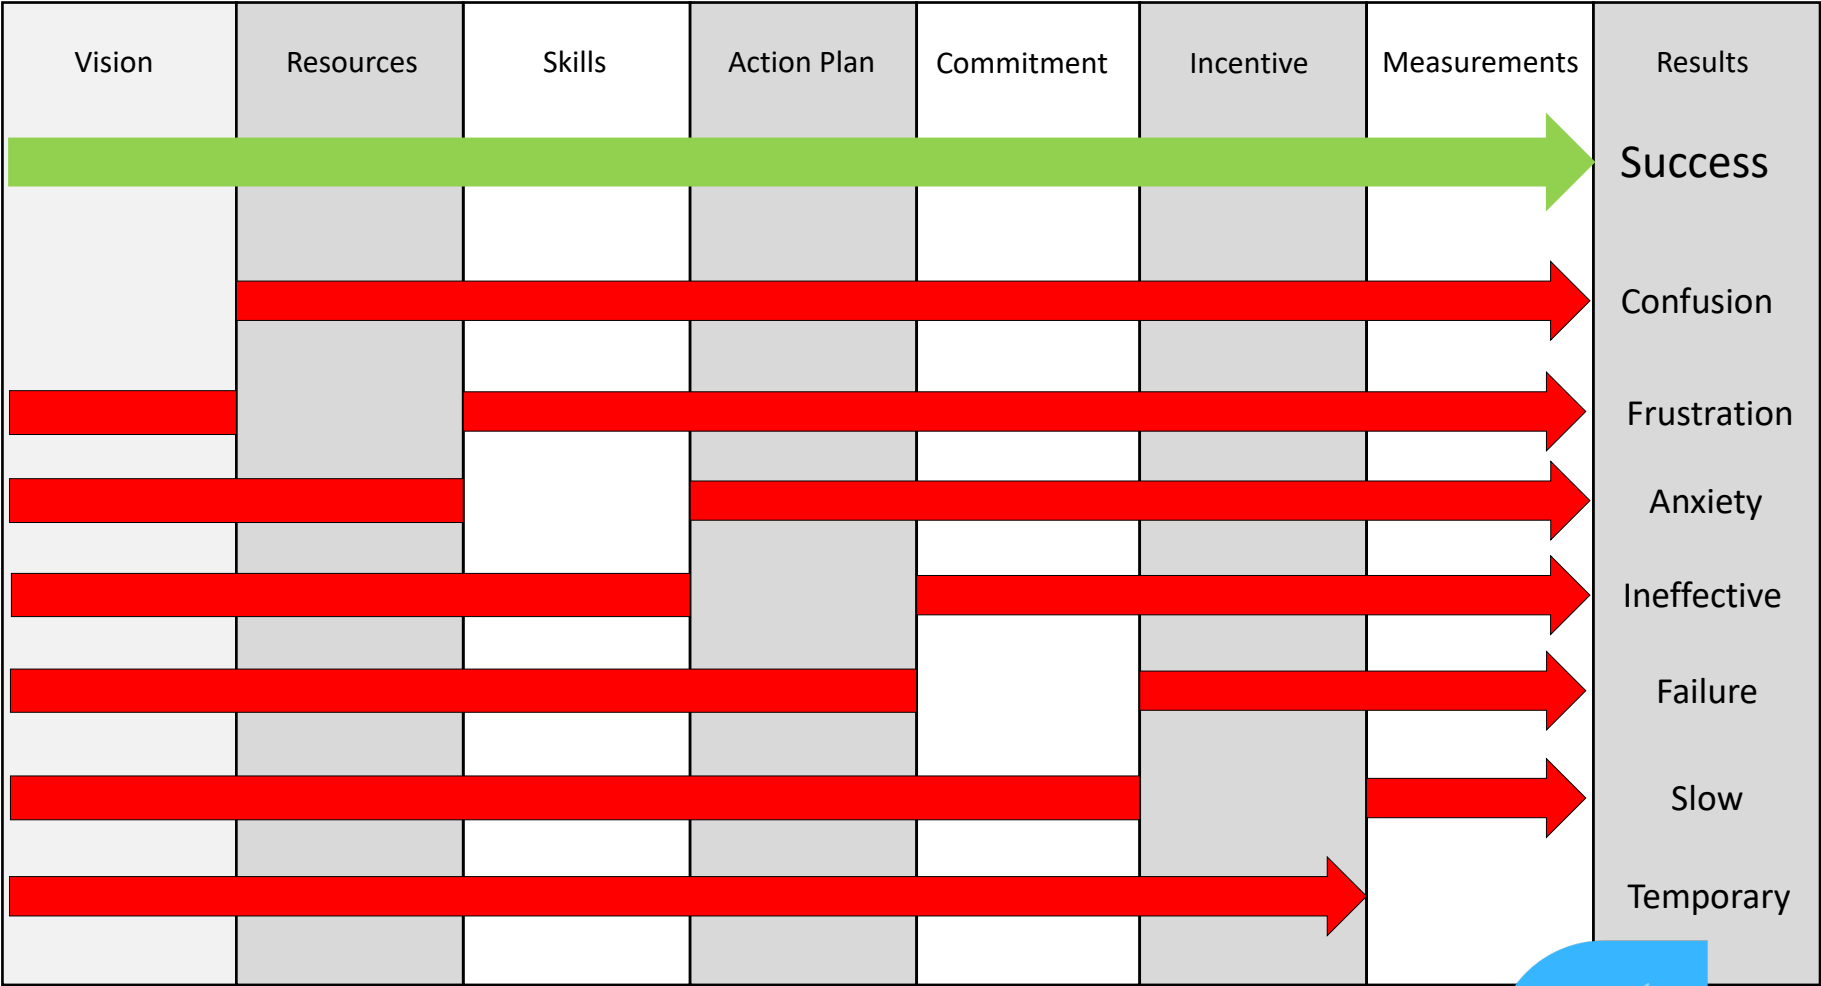 Vision Resources Skills Action Plan Commitment Incentive Measurements Results
Success
Confusion
Frustration
Anxiety
Ineffective
Failure
Slow
Temporary